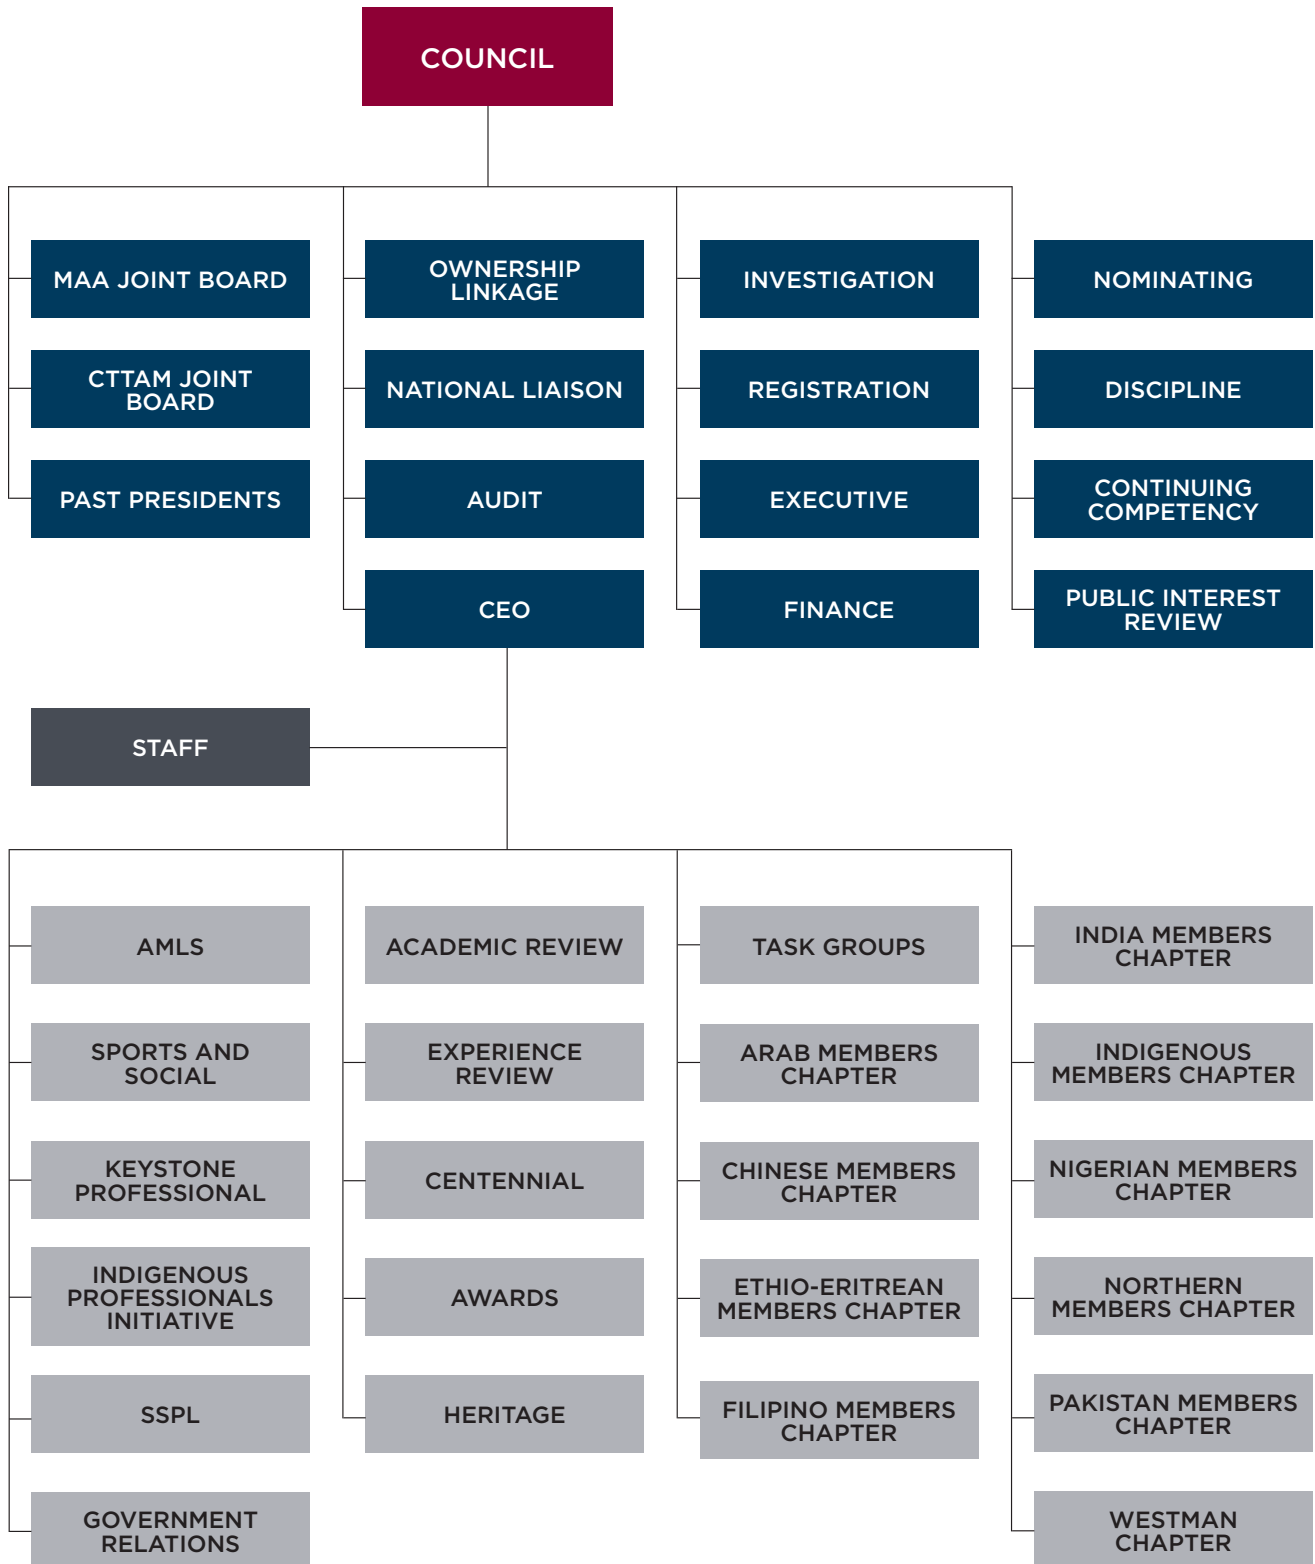 COUNCIL
MAA JOINT BOARD
OWNERSHIP
LINKAGE
INVESTIGATION
NOMINATING
CTTAM JOINT
BOARD
NATIONAL LIAISON
REGISTRATION
DISCIPLINE
PAST PRESIDENTS
AUDIT
EXECUTIVE
CONTINUING
COMPETENCY
CEO
FINANCE
PUBLIC INTEREST
REVIEW
STAFF
AMLS
ACADEMIC REVIEW
TASK GROUPS
INDIA MEMBERS
CHAPTER
SPORTS AND
SOCIAL
EXPERIENCE
REVIEW
ARAB MEMBERS
CHAPTER
INDIGENOUS
MEMBERS CHAPTER
KEYSTONE
PROFESSIONAL
CENTENNIAL
CHINESE MEMBERS
CHAPTER
NIGERIAN MEMBERS
CHAPTER
INDIGENOUS
PROFESSIONALS
INITIATIVE
AWARDS
ETHIO-ERITREAN
MEMBERS CHAPTER
NORTHERN
MEMBERS CHAPTER
SSPL
HERITAGE
FILIPINO MEMBERS
CHAPTER
PAKISTAN MEMBERS
CHAPTER
GOVERNMENT
RELATIONS
WESTMAN
CHAPTER